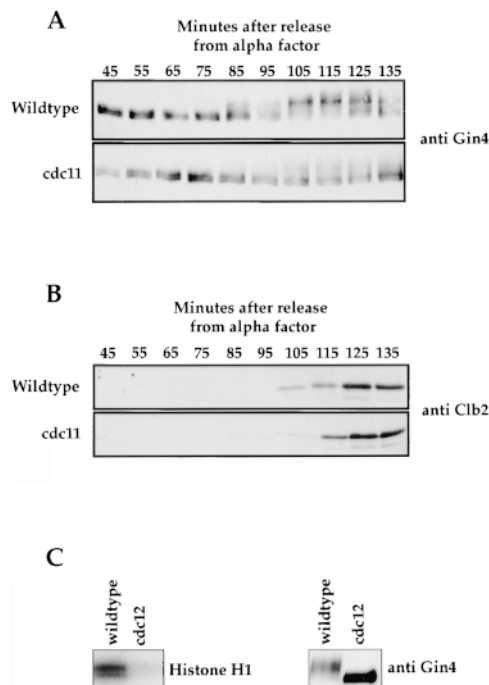 A
Minutes after release
from alpha factor
45 55 65 75 85 95 105 115 125 135
Wildtype
anti Gin4
cdc11
B
Minutes after release
from alpha factor
45 55 65 75 85 95 105 115 125 135
Wildtype
anti Clb2
cdc11
C
wildtype
cdc12
Histone H1
wildtype
cdc12
anti Gin4